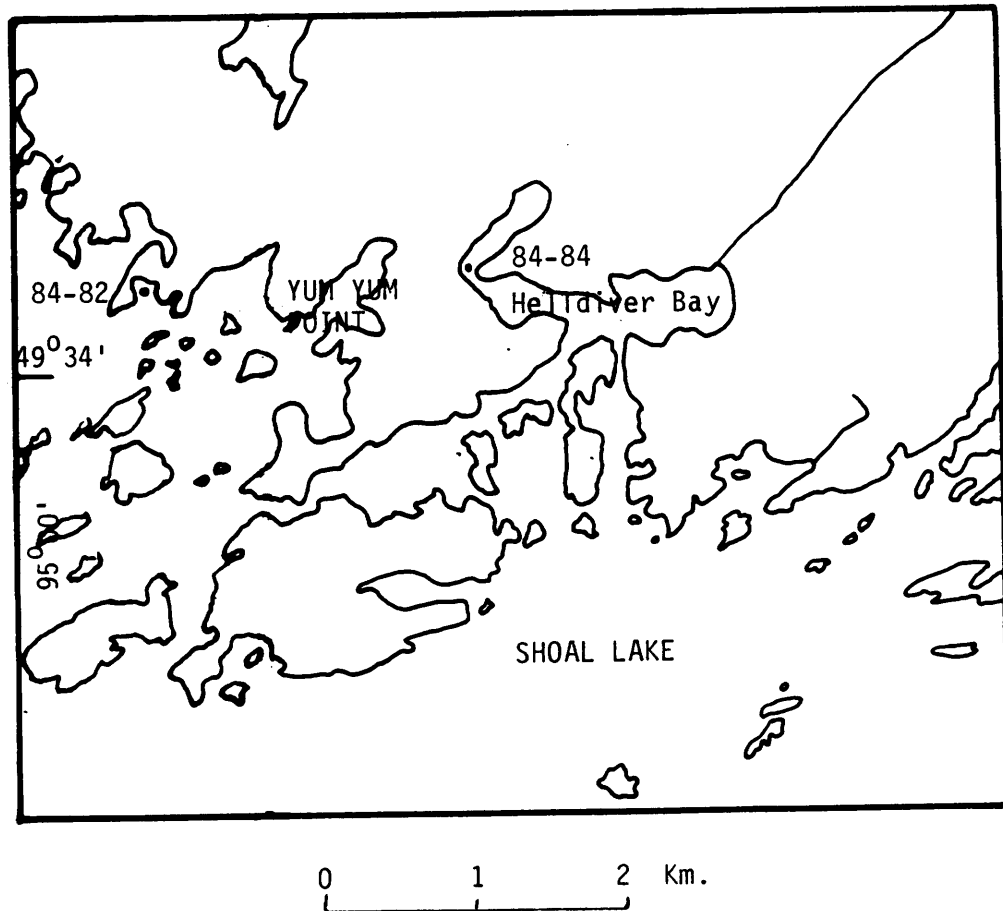 84-84
84-82
YUM YUM
POINT
Helldiver Bay
49° 34'
95° 00'
SHOAL LAKE
0 1 2 Km.